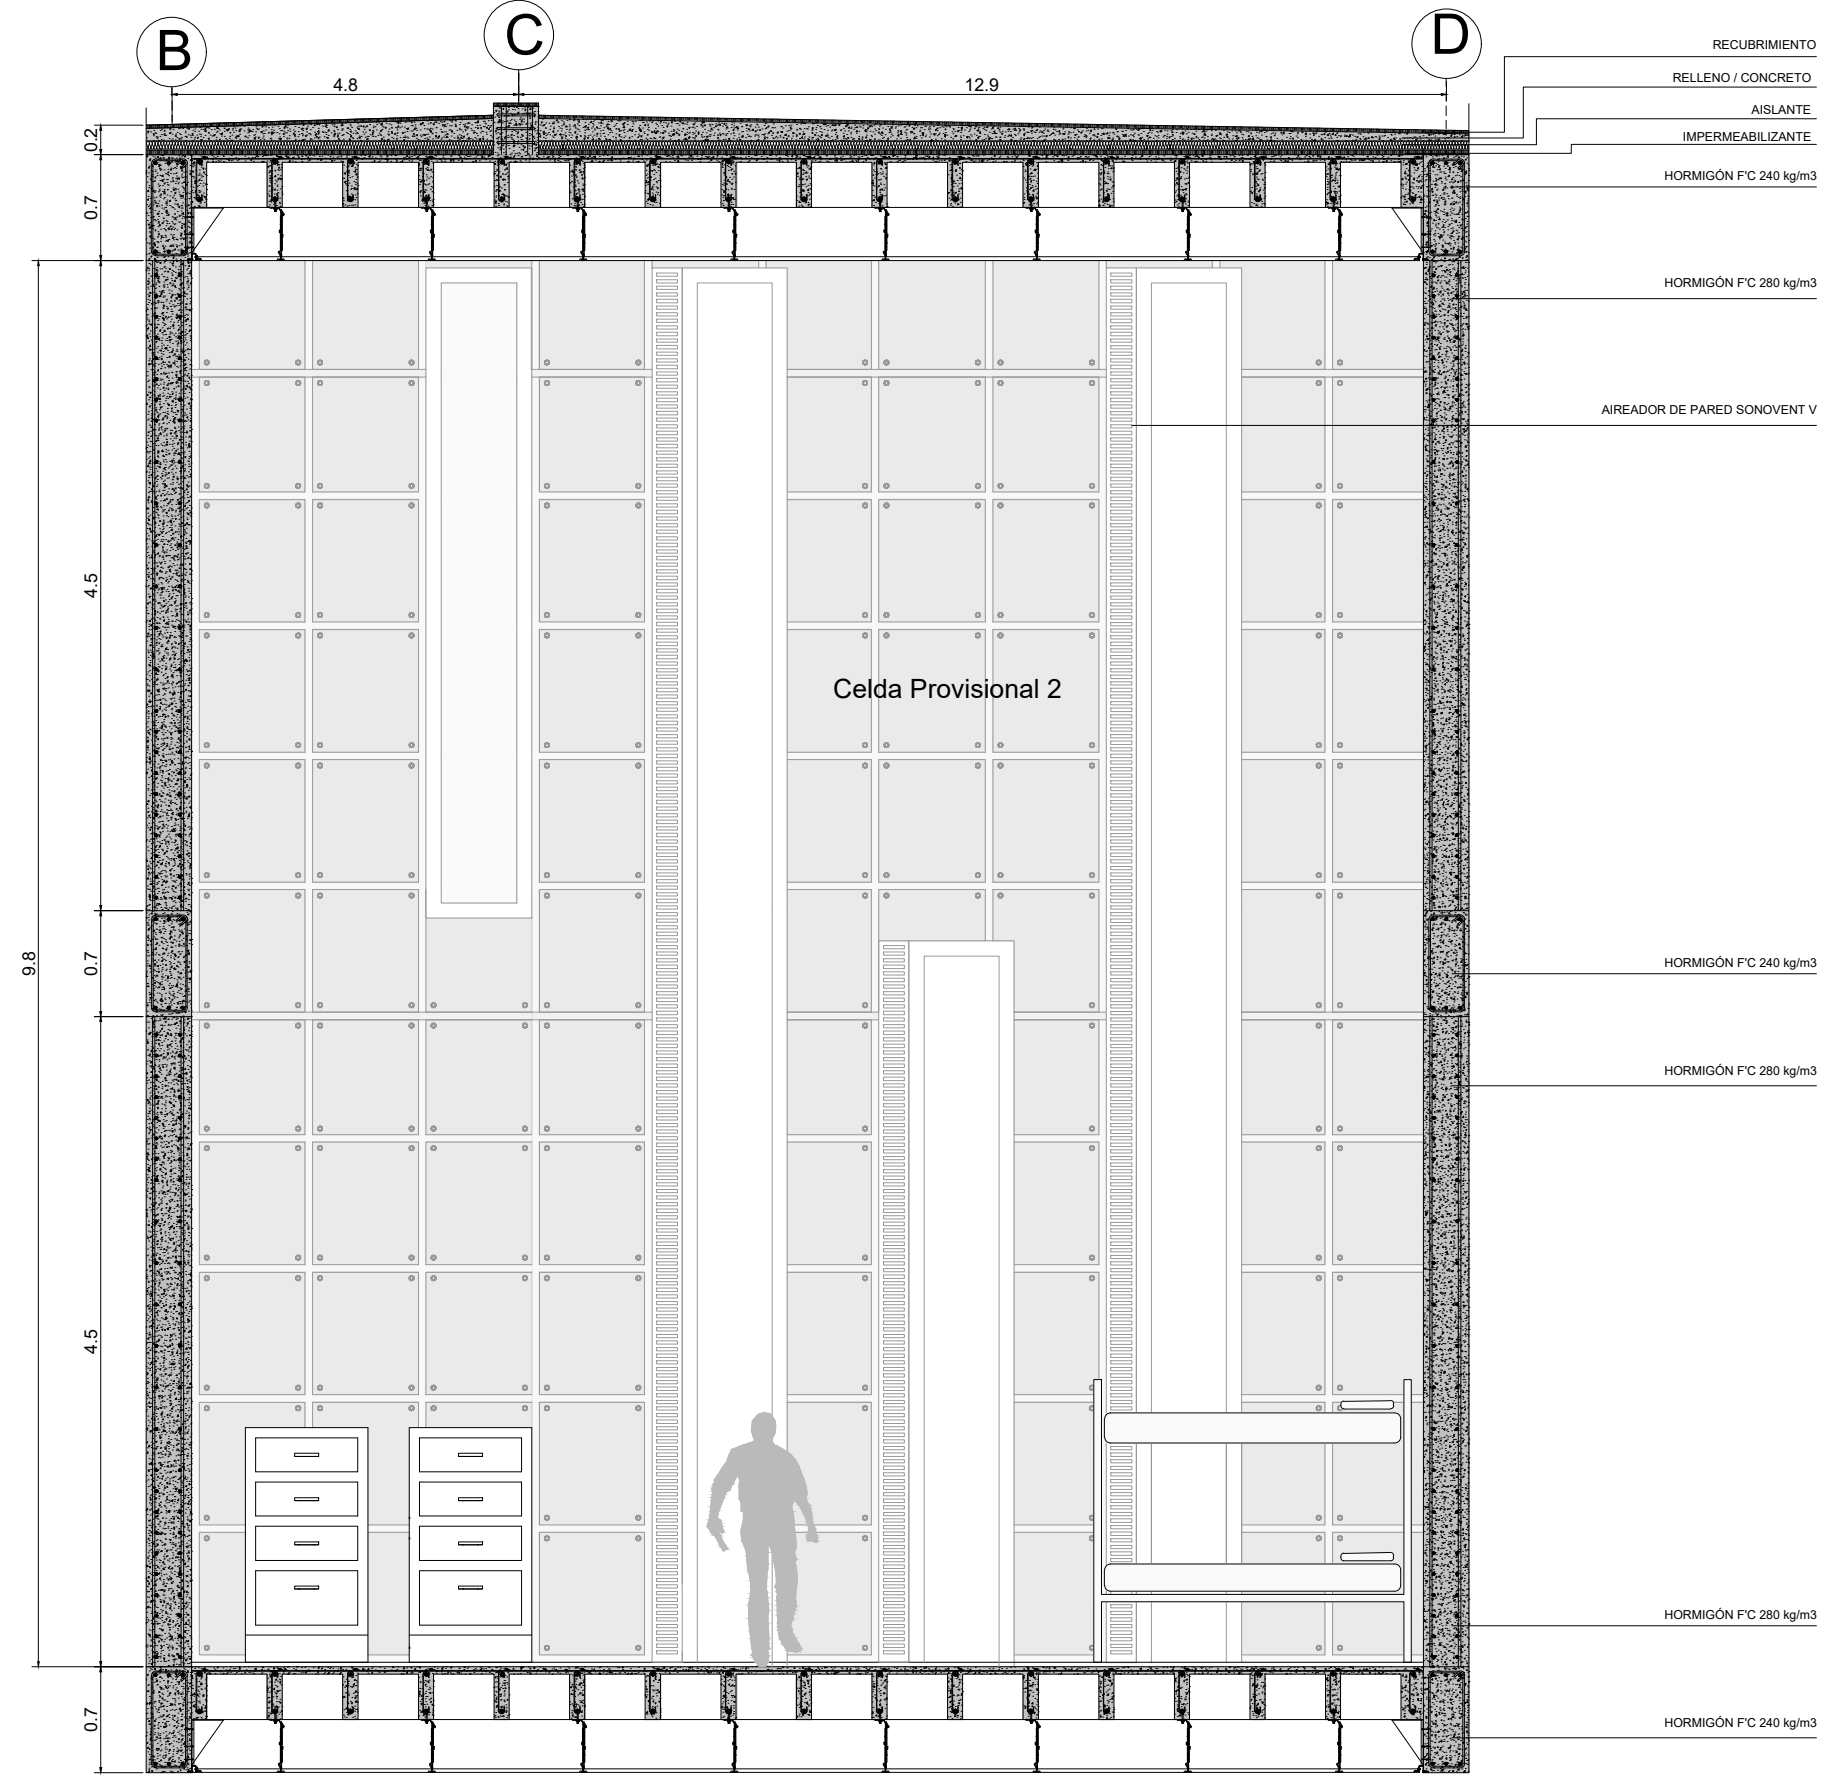 B
C
D
4.8
12.9
RECUBRIMIENTO
RELLENO / CONCRETO
AISLANTE
IMPERMEABILIZANTE
0.2
HORMIGÓN F'C 240 kg/m3
0.7
HORMIGÓN F'C 280 kg/m3
AIREADOR DE PARED SONOVENT V
4.5
Celda Provisional 2
9.8
0.7
HORMIGÓN F'C 240 kg/m3
HORMIGÓN F'C 280 kg/m3
4.5
HORMIGÓN F'C 280 kg/m3
0.7
HORMIGÓN F'C 240 kg/m3